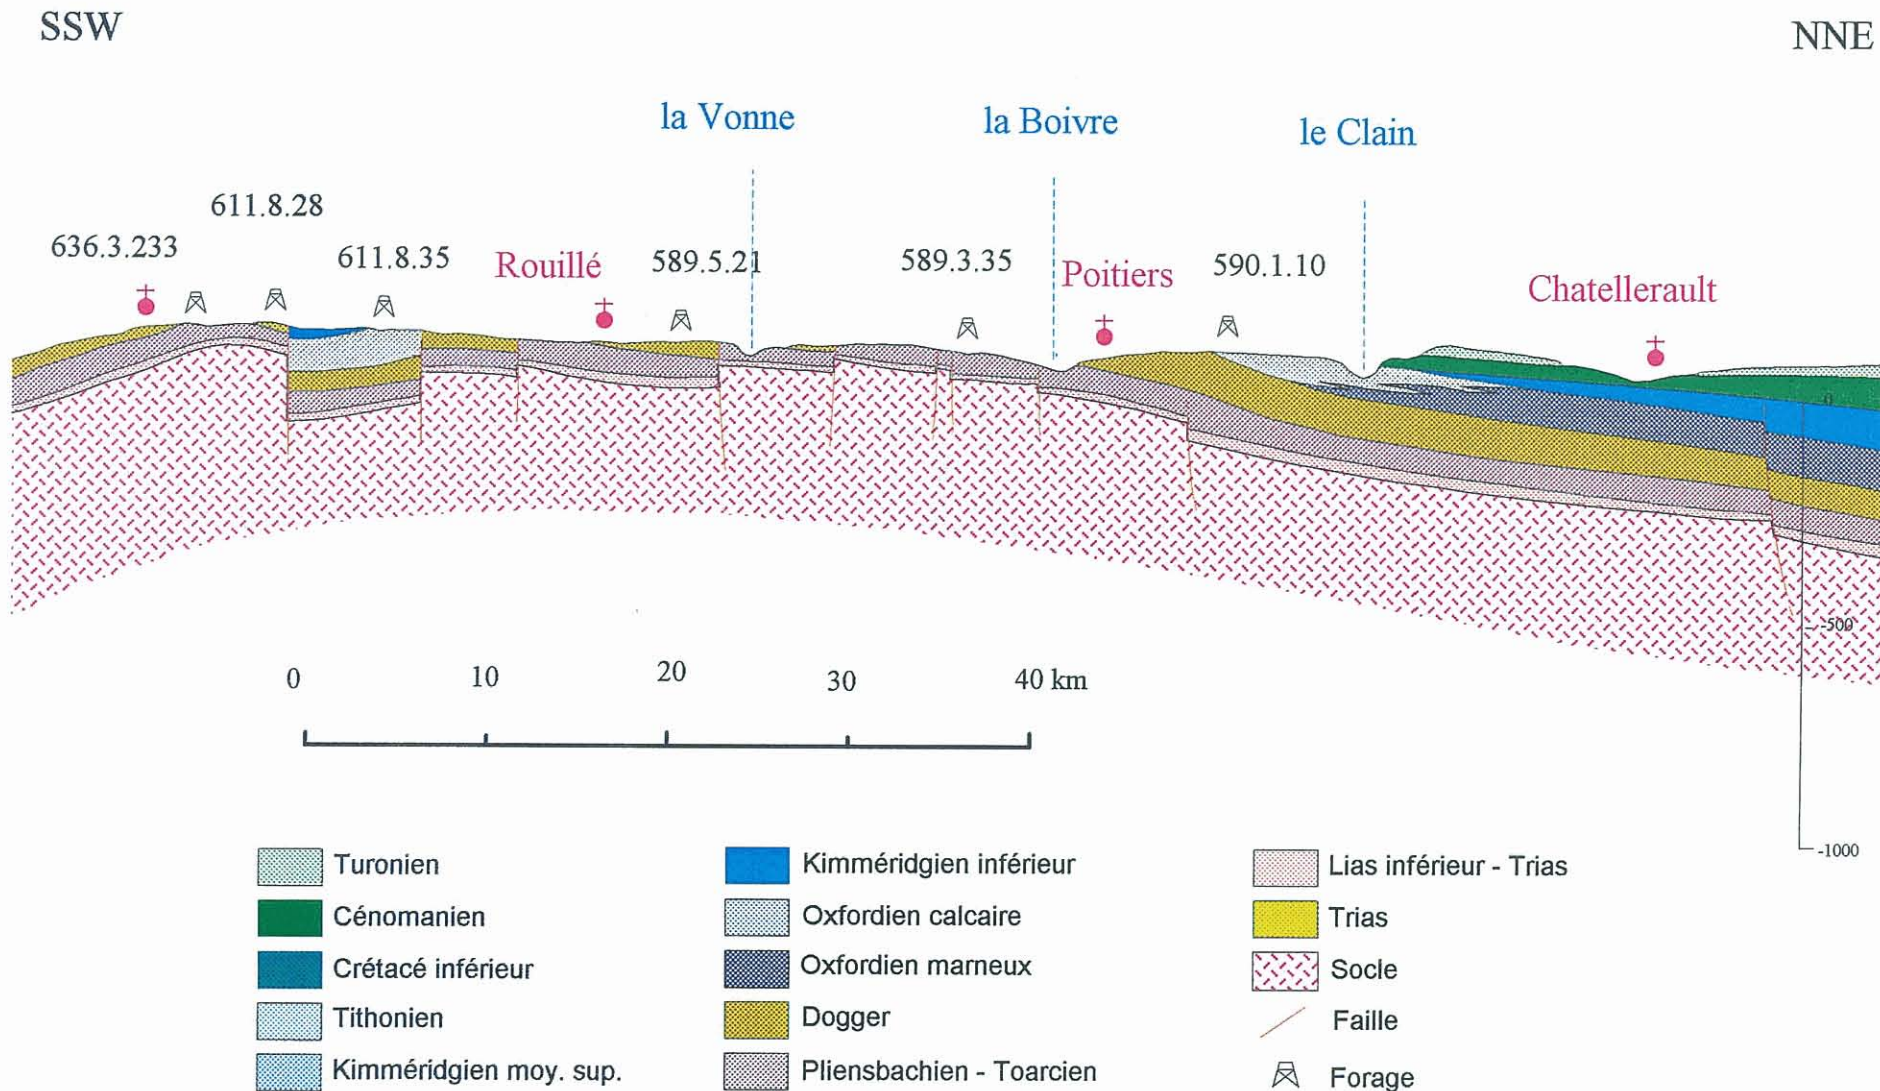 SSW
NNE
la Vonne
la Boivre
le Clain
611.8.28
636.3.233
611.8.35
Rouillé
589.5.21
589.3.35
Poitiers
590.1.10
Chatellerault
0
-500
-1000
0 10 20 30 40 km
Turonien
Cénomanien
Crétacé inférieur
Tithonien
Kimméridgien moy. sup.
Kimméridgien inférieur
Oxfordien calcaire
Oxfordien marneux
Dogger
Pliensbachien - Toarcien
Lias inférieur - Trias
Trias
Socle
Faille
Forage